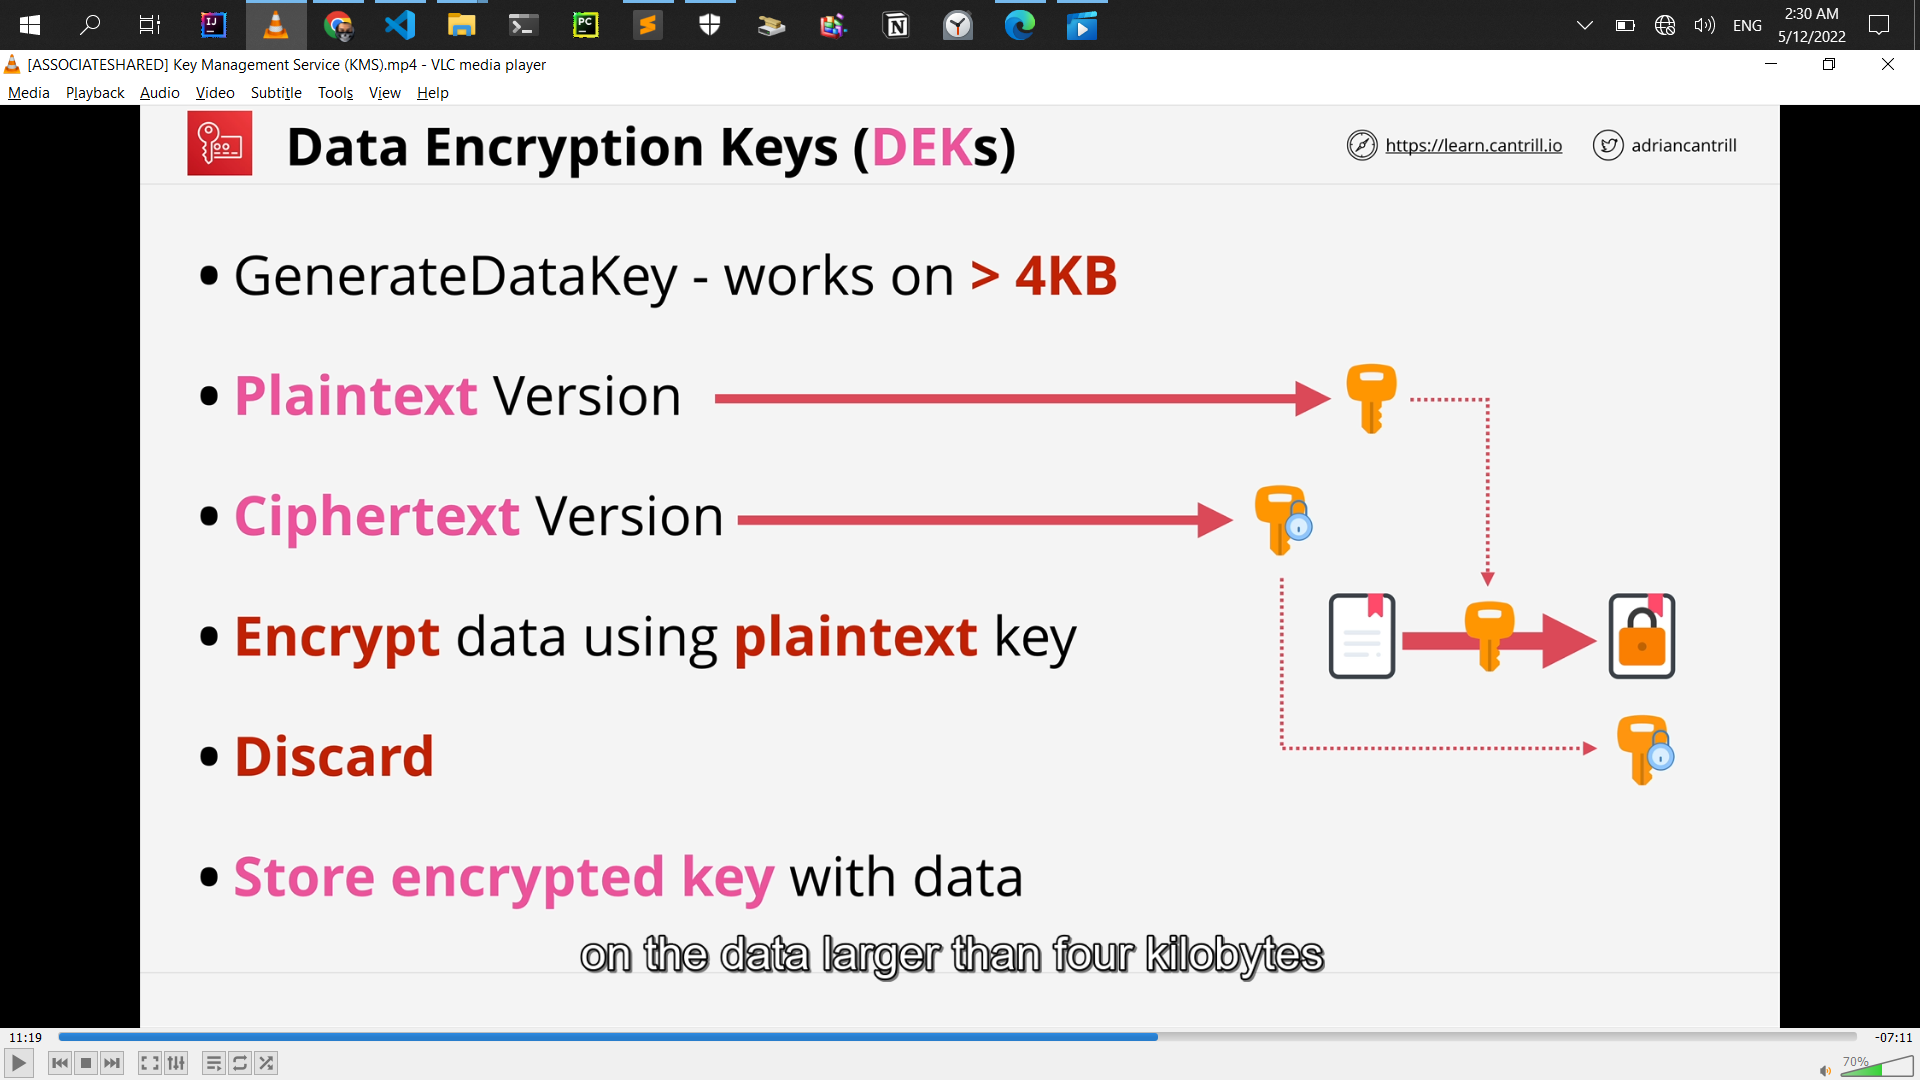 IJ
PC
N
ENG
2:30 AM
5/12/2022
[ASSOCIATESHARED] Key Management Service (KMS).mp4 - VLC media player
Media Playback Audio Video Subtitle Tools View Help
Data Encryption Keys (DEKs)
https://learn.cantrill.io
adriancantrill
• GenerateDataKey - works on > 4KB
• Plaintext Version
• Ciphertext Version
• Encrypt data using plaintext key
• Discard
• Store encrypted key with data
on the data larger than four kilobytes
11:19
-07:11
70%